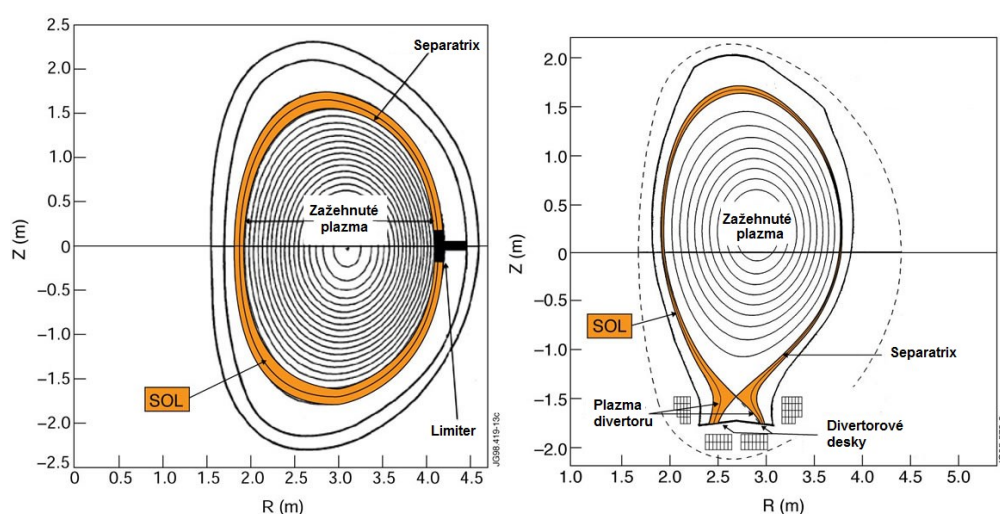 2.5
2.0
1.5
1.0
0.5
0
−0.5
−1.0
−1.5
−2.0
−2.5
Z (m)
0 0.5 1.0 1.5 2.0 2.5 3.0 3.5 4.0 4.5
R (m)
Separatrix
Zažehnuté
plazma
SOL
Limiter
JG98.419-13c
2.0
1.5
1.0
0.5
0
−0.5
−1.0
−1.5
−2.0
Z (m)
1.0 1.5 2.0 2.5 3.0 3.5 4.0 4.5 5.0
R (m)
Zažehnuté
plazma
SOL
Separatrix
Plazma
divertoru
Divertorové
desky